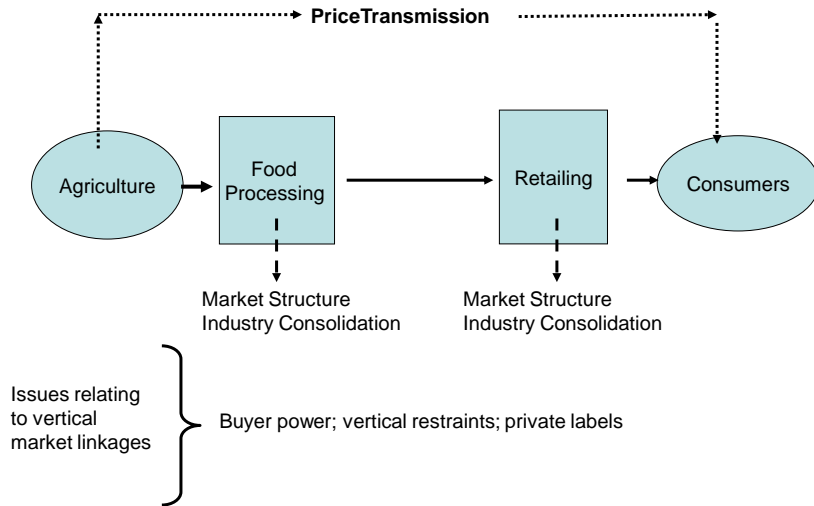 PriceTransmission
Agriculture
Food
Processing
Retailing
Consumers
Market Structure
Industry Consolidation
Market Structure
Industry Consolidation
Issues relating
to vertical
market linkages
Buyer power; vertical restraints; private labels